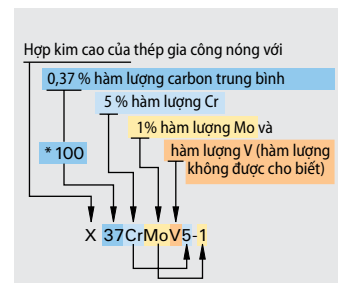 Hợp kim cao của thép gia công nóng với
0,37 % hàm lượng carbon trung bình
5 % hàm lượng Cr
1% hàm lượng Mo và
* 100
hàm lượng V (hàm lượng
không được cho biết)
X 37CrMoV5-1